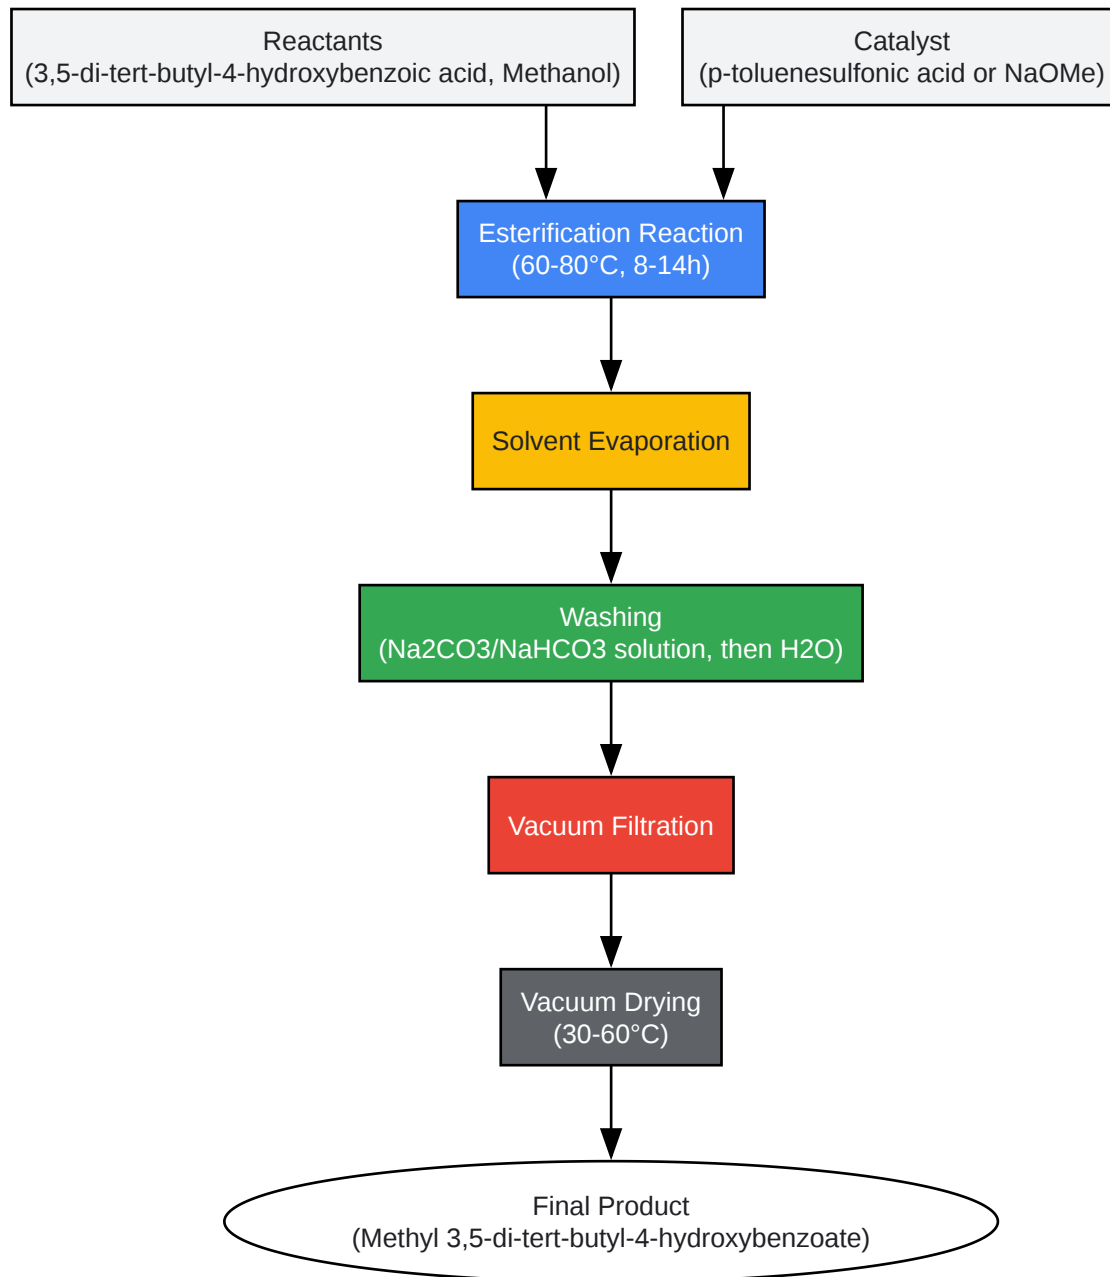 Reactants
(3,5-di-tert-butyl-4-hydroxybenzoic acid, Methanol)
Catalyst
(p-toluenesulfonic acid or NaOMe)
Esterification Reaction
(60-80°C, 8-14h)
Solvent Evaporation
Washing
(Na2CO3/NaHCO3 solution, then H2O)
Vacuum Filtration
Vacuum Drying
(30-60°C)
Final Product
(Methyl 3,5-di-tert-butyl-4-hydroxybenzoate)